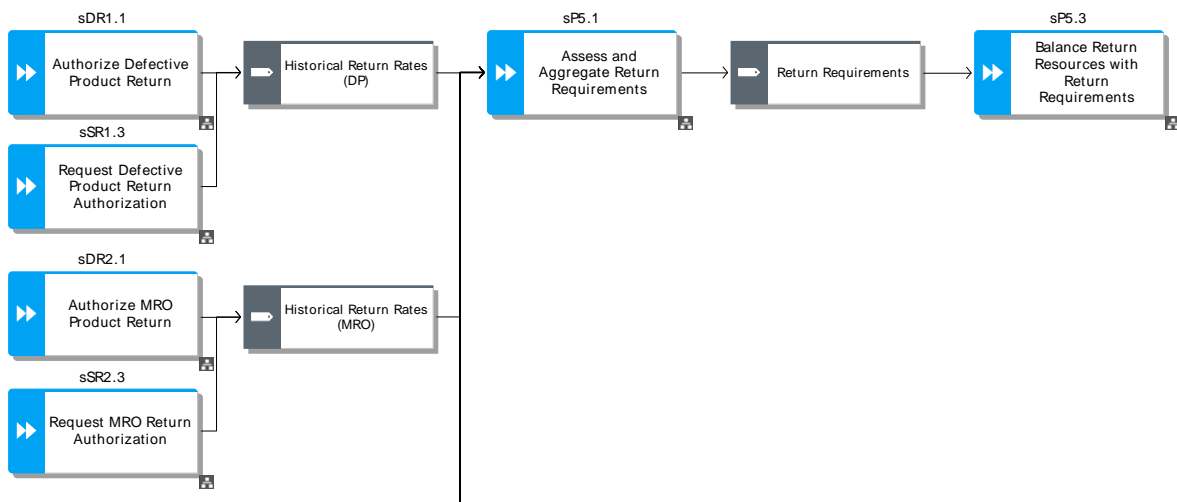 sDR1.1
Authorize Defective
Product Return
Historical Return Rates
(DP)
sP5.1
Assess and
Aggregate Return
Requirements
Return Requirements
sP5.3
Balance Return
Resources with
Return
Requirements
sSR1.3
Request Defective
Product Return
Authorization
sDR2.1
Authorize MRO
Product Return
Historical Return Rates
(MRO)
sSR2.3
Request MRO Return
Authorization